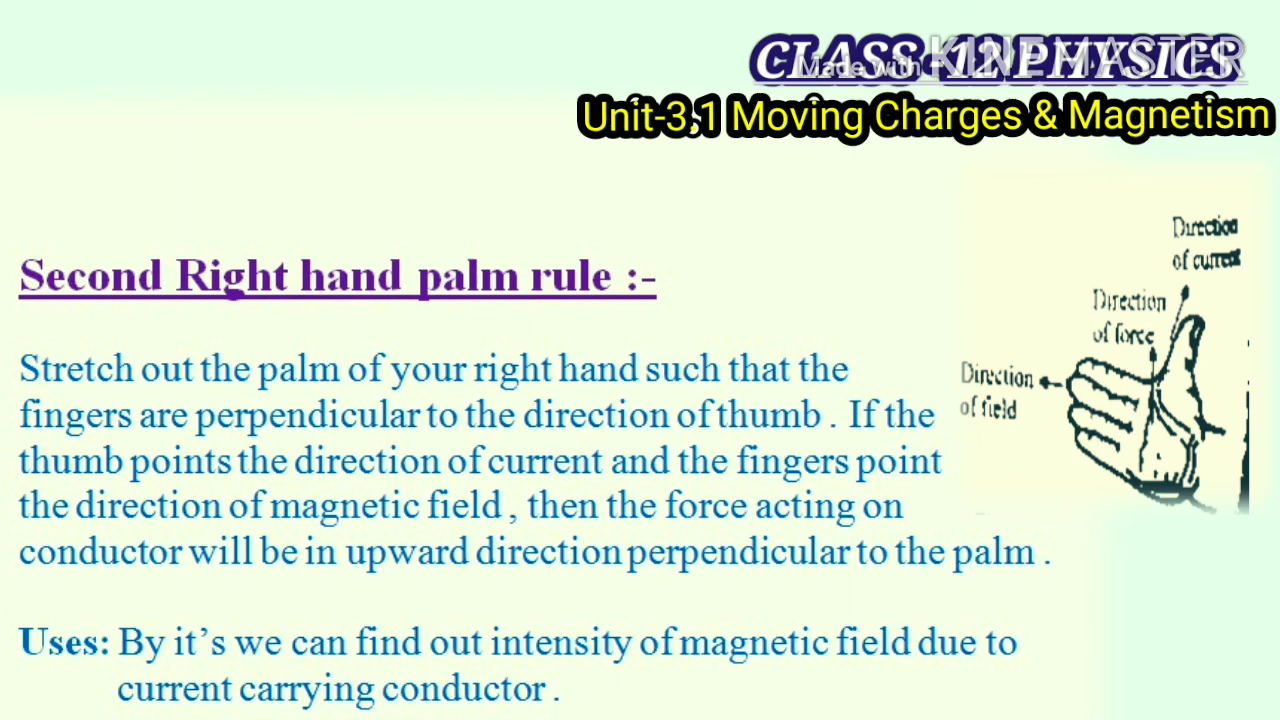 CLASS-12 PHYSICS
Made with KINEMASTER
Unit-3.1 Moving Charges & Magnetism
Second Right hand palm rule :-
Direction
of current
Direction
of force
Direction
of field
Stretch out the palm of your right hand such that the
fingers are perpendicular to the direction of thumb . If the
thumb points the direction of current and the fingers point
the direction of magnetic field , then the force acting on
conductor will be in upward direction perpendicular to the palm .
Uses: By it’s we can find out intensity of magnetic field due to
current carrying conductor .